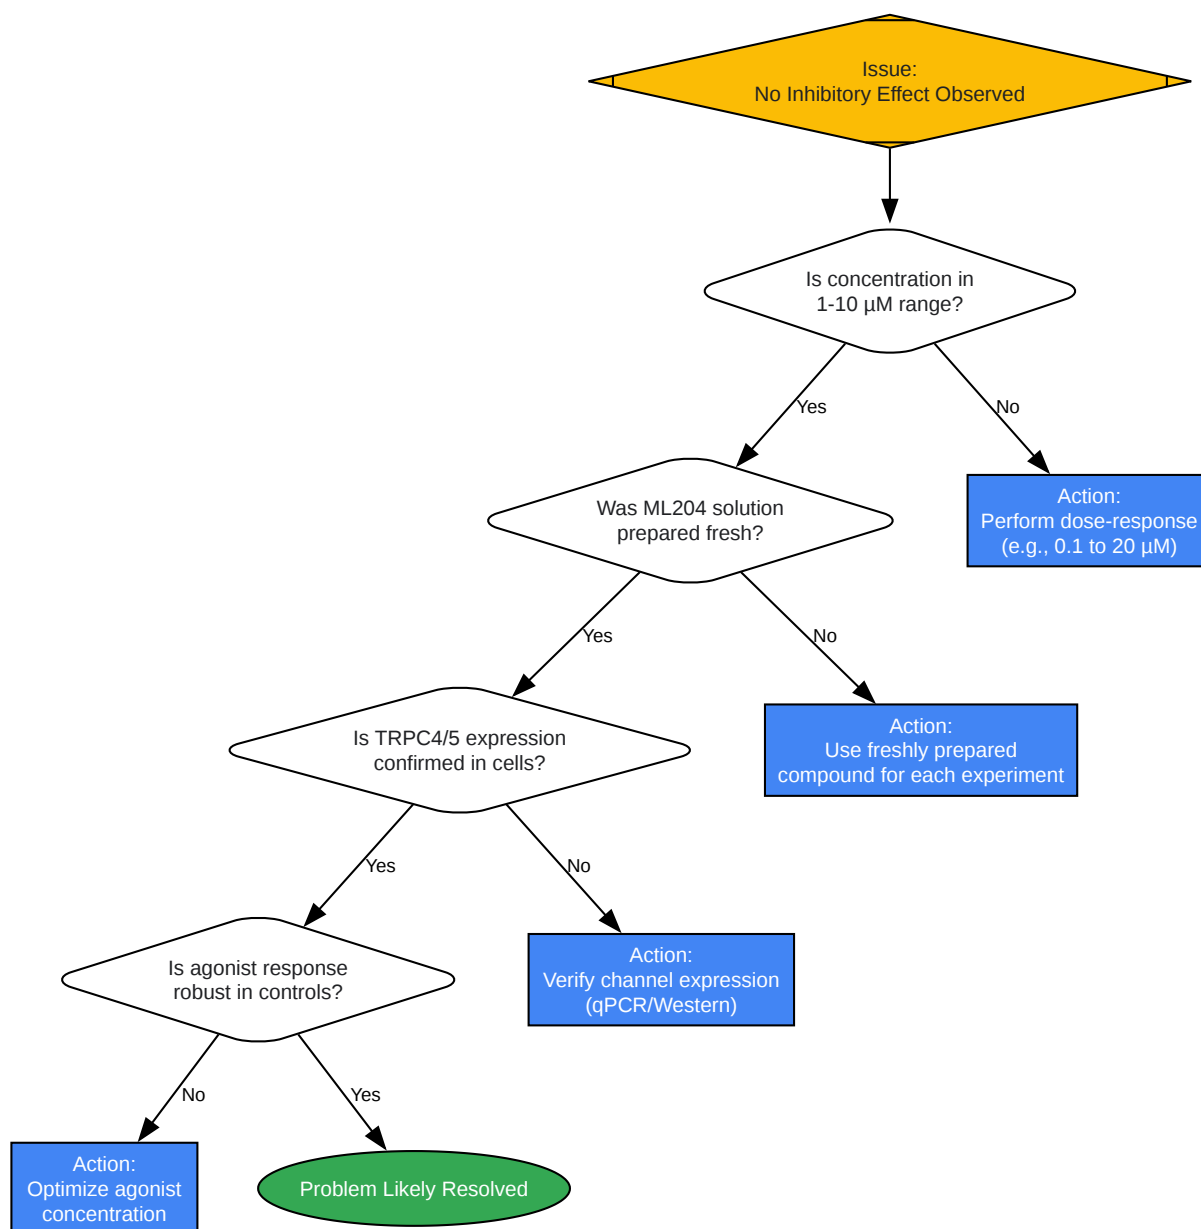 Issue:
No Inhibitory Effect Observed
Is concentration in
1-10 µM range?
Yes
No
Was ML204 solution
prepared fresh?
Action:
Perform dose-response
(e.g., 0.1 to 20 µM)
Yes
No
Is TRPC4/5 expression
confirmed in cells?
Action:
Use freshly prepared
compound for each experiment
Yes
No
Is agonist response
robust in controls?
Action:
Verify channel expression
(qPCR/Western)
No
Yes
Action:
Optimize agonist
concentration
Problem Likely Resolved